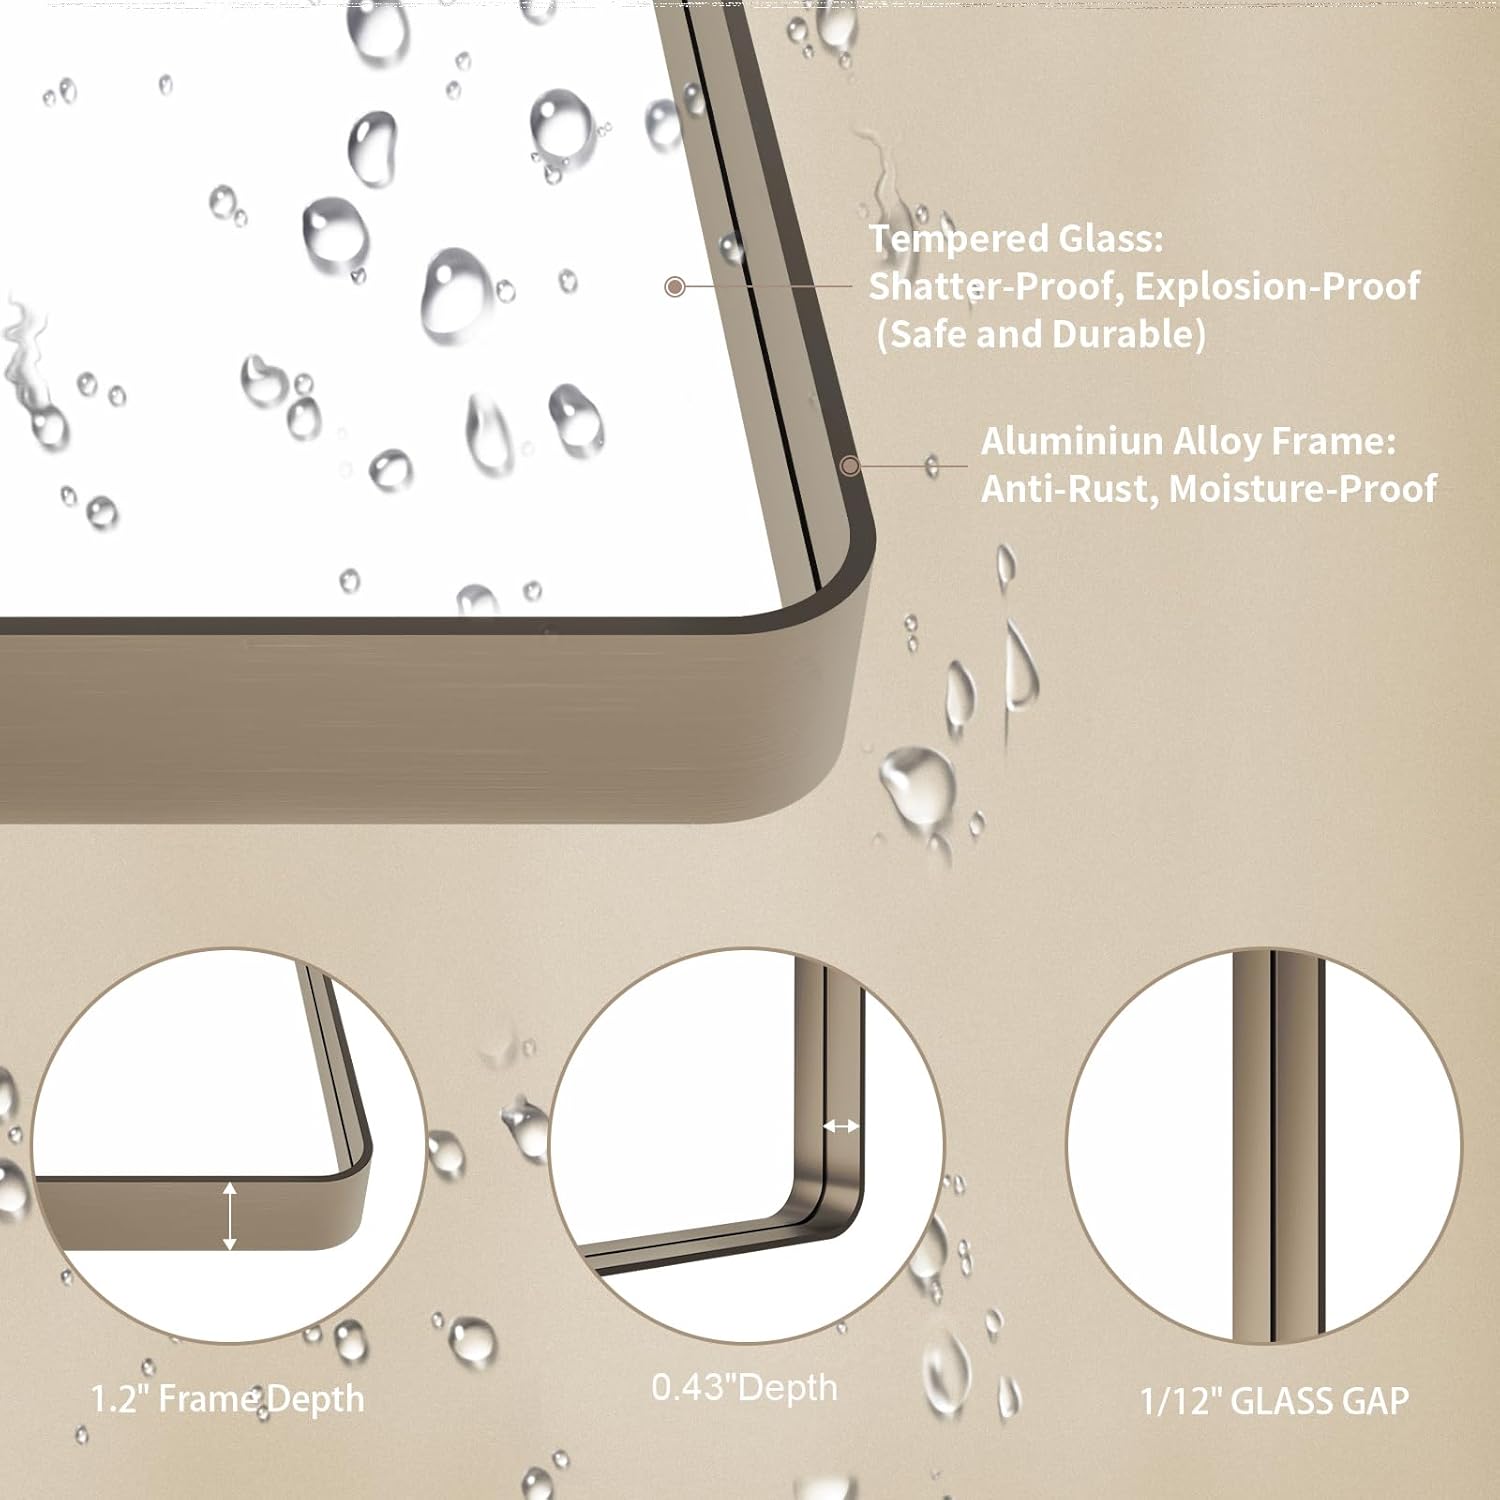 Tempered Glass:
Shatter-Proof, Explosion-Proof
(Safe and Durable)
Aluminiun Alloy Frame:
Anti-Rust, Moisture-Proof
1.2" Frame Depth
0.43"Depth
1/12" GLASS GAP